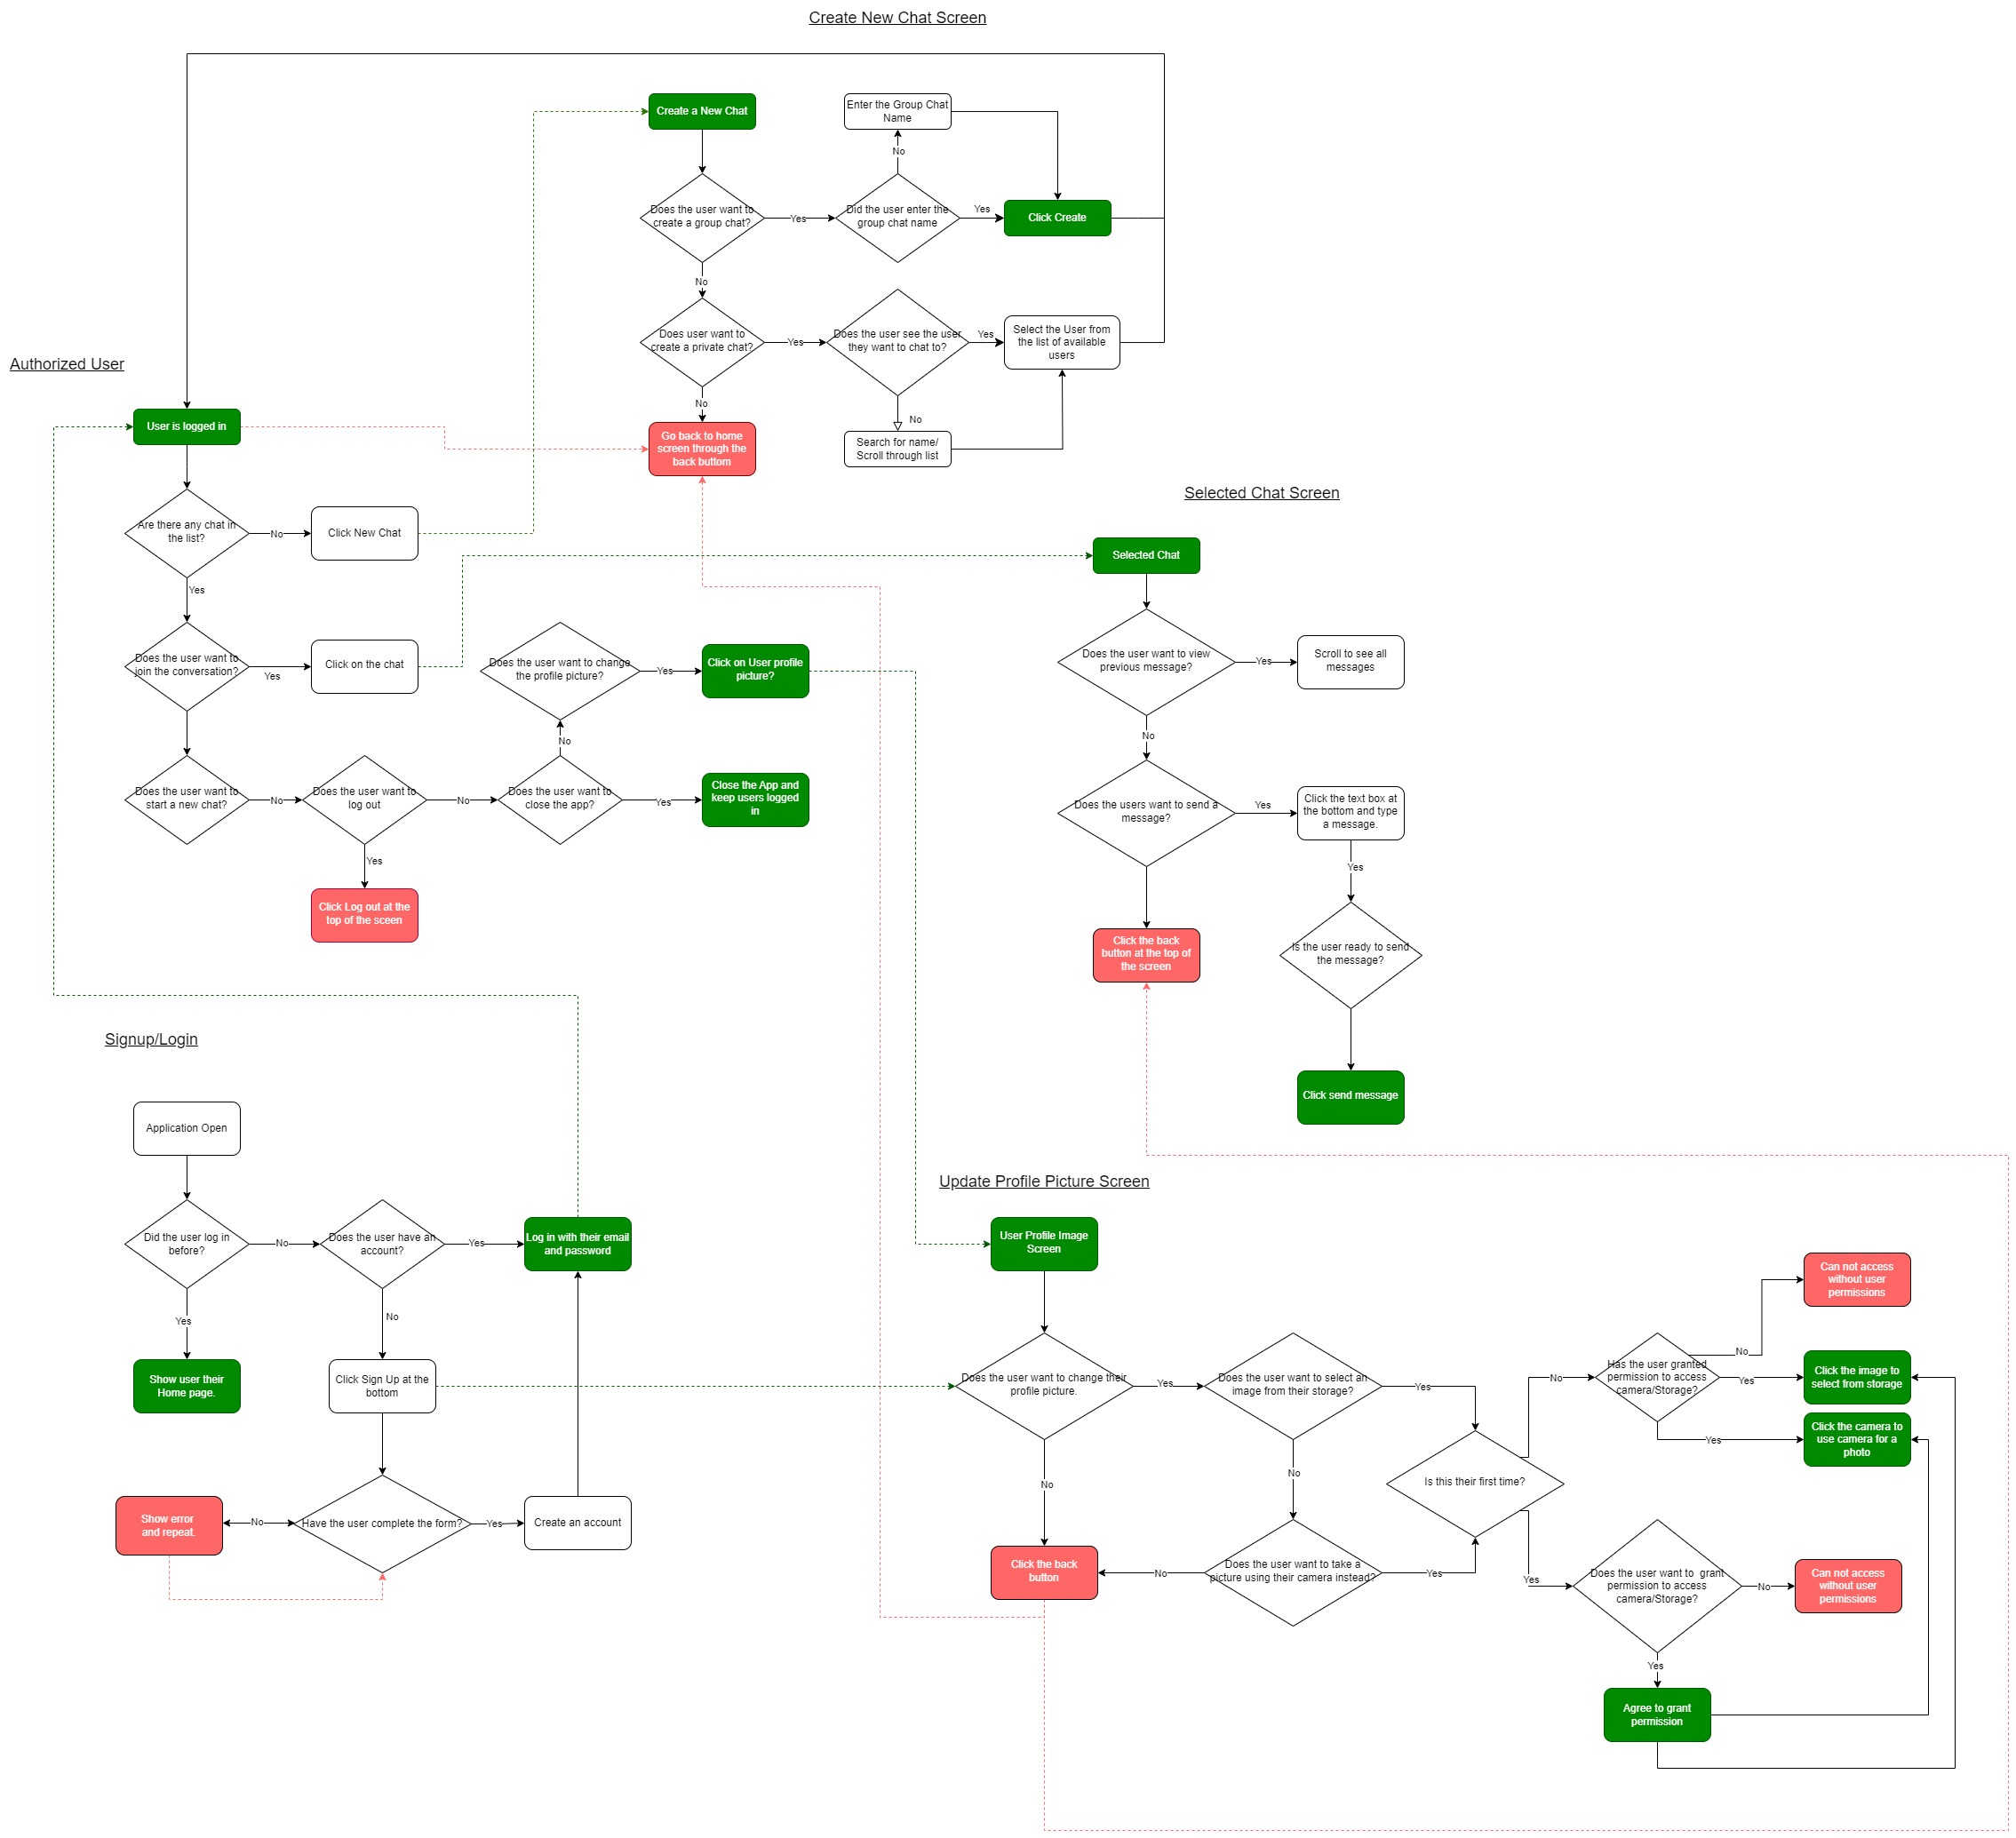 Create New Chat Screen
Create a New Chat
Enter the Group Chat
Name
No
Does the user want to
create a group chat?
Yes
Did the user enter the
group chat name
Yes
Click Create
No
Does user want to
create a private chat?
Yes
Does the user see the user
they want to chat to?
Yes
Select the User from
the list of available
users
No
No
Go back to home
screen through the
back buttom
Search for name/
Scroll through list
Authorized User
User is logged in
Are there any chat in
the list?
No
Click New Chat
Yes
Does the user want to
join the conversation?
Yes
Click on the chat
Does the user want to change
the profile picture?
Yes
Click on User profile
picture?
No
Does the user want to
start a new chat?
No
Does the user want to
log out
No
Does the user want to
close the app?
Yes
Close the App and
keep users logged
in
Yes
Click Log out at the
top of the sceen
Selected Chat Screen
Selected Chat
Does the user want to view
previous message?
Yes
Scroll to see all
messages
No
Does the users want to send a
message?
Yes
Click the text box at
the bottom and type
a message.
Yes
Click the back
button at the top of
the screen
Is the user ready to send
the message?
Click send message
Signup/Login
Application Open
Did the user log in
before?
No
Does the user have an
account?
Yes
Log in with their email
and password
Yes
No
Show user their
Home page.
Click Sign Up at the
bottom
Show error
and repeat.
No
Have the user complete the form?
Yes
Create an account
Update Profile Picture Screen
User Profile Image
Screen
Does the user want to change their
profile picture.
Yes
Does the user want to select an
image from their storage?
Yes
No
No
Click the back
button
No
Does the user want to take a
picture using their camera instead?
Yes
Is this their first time?
No
Has the user granted
permission to access
camera/Storage?
No
Can not access
without user
permissions
Yes
Click the image to
select from storage
Yes
Click the camera to
use camera for a
photo
Yes
Does the user want to grant
permission to access
camera/Storage?
No
Can not access
without user
permissions
Yes
Agree to grant
permission